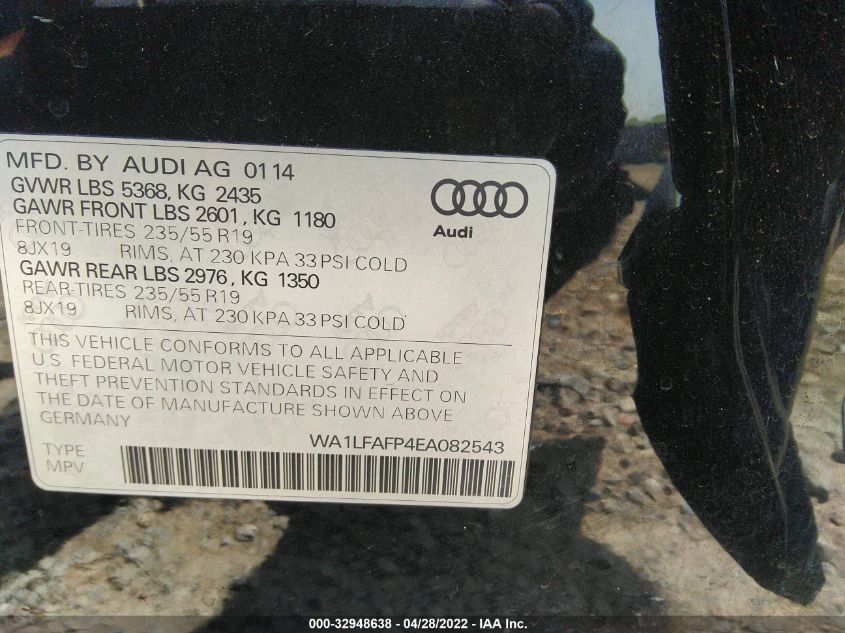 MFD. BY AUDI AG 0114
GVWR LBS 5368, KG 2435
GAWR FRONT LBS 2601, KG 1180
FRONT-TIRES 235/55 R19
8JX19 RIMS, AT 230 KPA 33 PSI COLD
GAWR REAR LBS 2976, KG 1350
REAR-TIRES 235/55 R19
8JX19 RIMS, AT 230 KPA 33 PSI COLD
Audi
THIS VEHICLE CONFORMS TO ALL APPLICABLE
U.S. FEDERAL MOTOR VEHICLE SAFETY AND
THEFT PREVENTION STANDARDS IN EFFECT ON
THE DATE OF MANUFACTURE SHOWN ABOVE
GERMANY
WA1LFAFP4EA082543
TYPE:
MPV
000-32948638 - 04/28/2022 - IAA Inc.